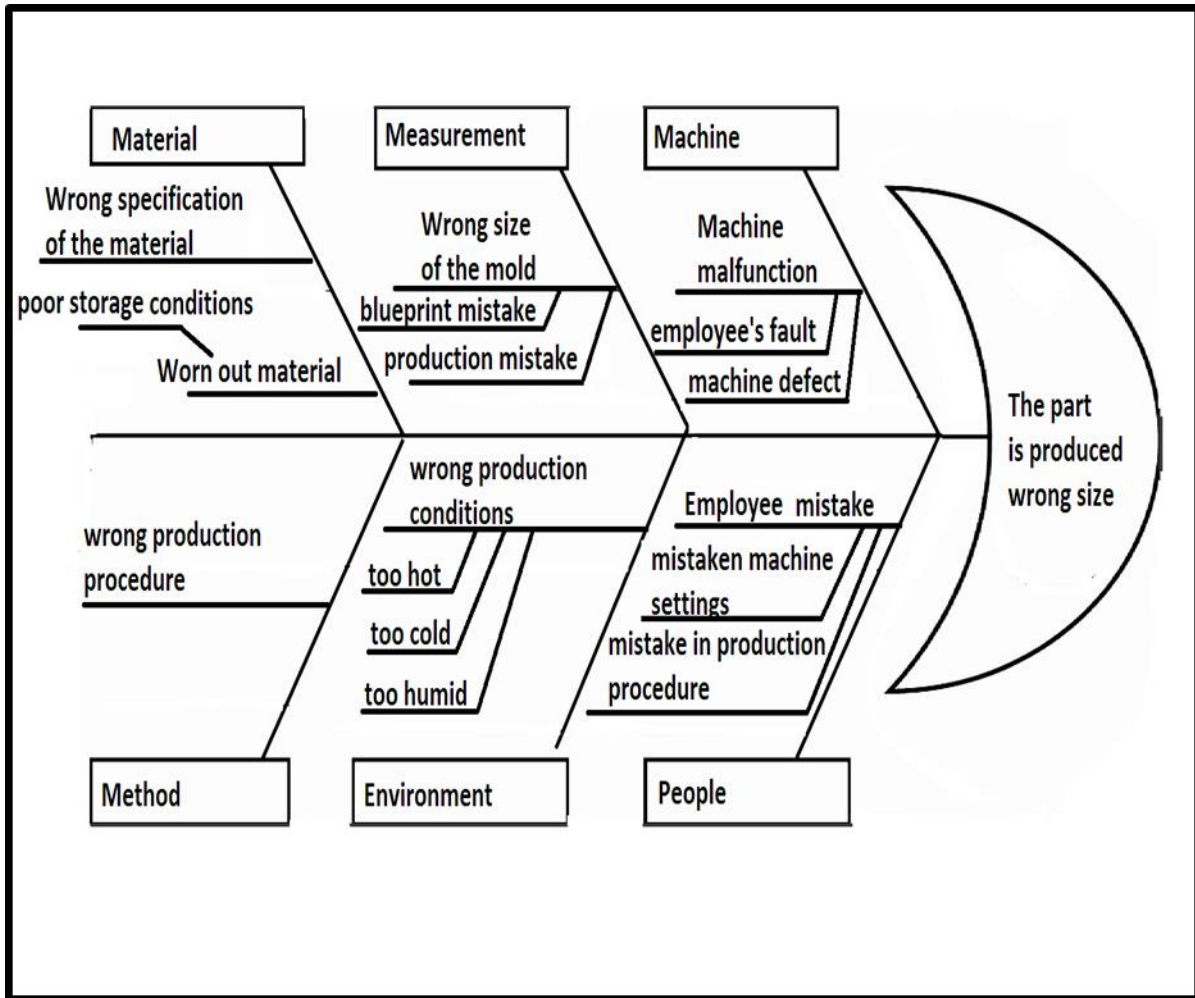 Material
Measurement
Machine
Wrong specification
of the material
poor storage conditions
Worn out material
Wrong size
of the mold
blueprint mistake
production mistake
Machine
malfunction
employee's fault
machine defect
The part
is produced
wrong size
wrong production
procedure
wrong production
conditions
too hot
too cold
too humid
Employee mistake
mistaken machine
settings
mistake in production
procedure
Method
Environment
People